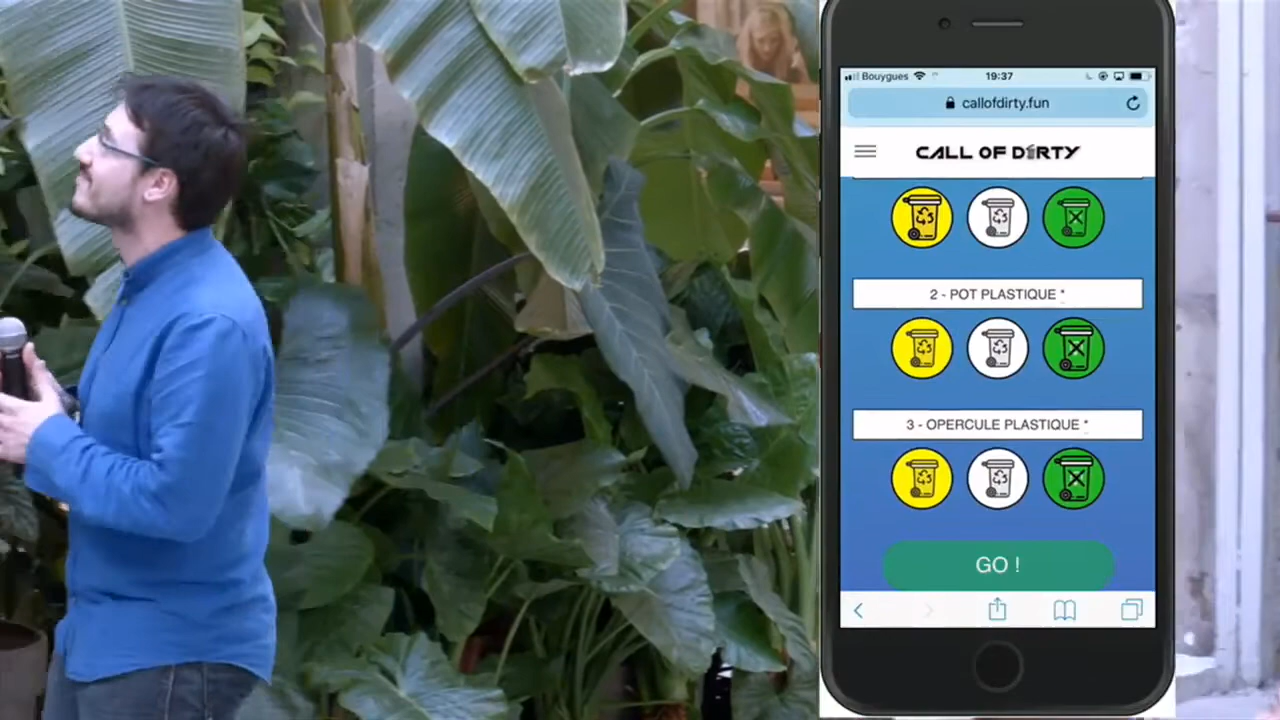 Bouygues 19:37
callofdirty.fun
CALL OF DIRTY
2 - POT PLASTIQUE *
3 - OPERCULE PLASTIQUE *
GO !